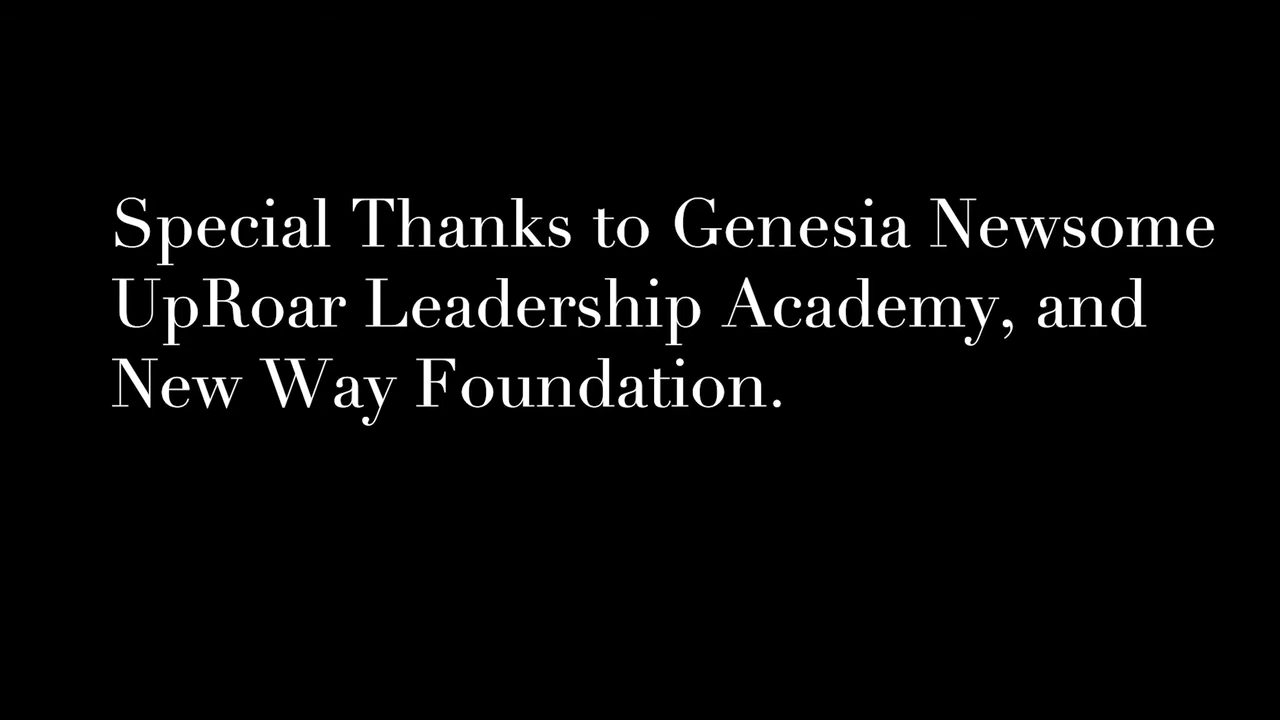 Special Thanks to Genesia Newsome
UpRoar Leadership Academy, and
New Way Foundation.